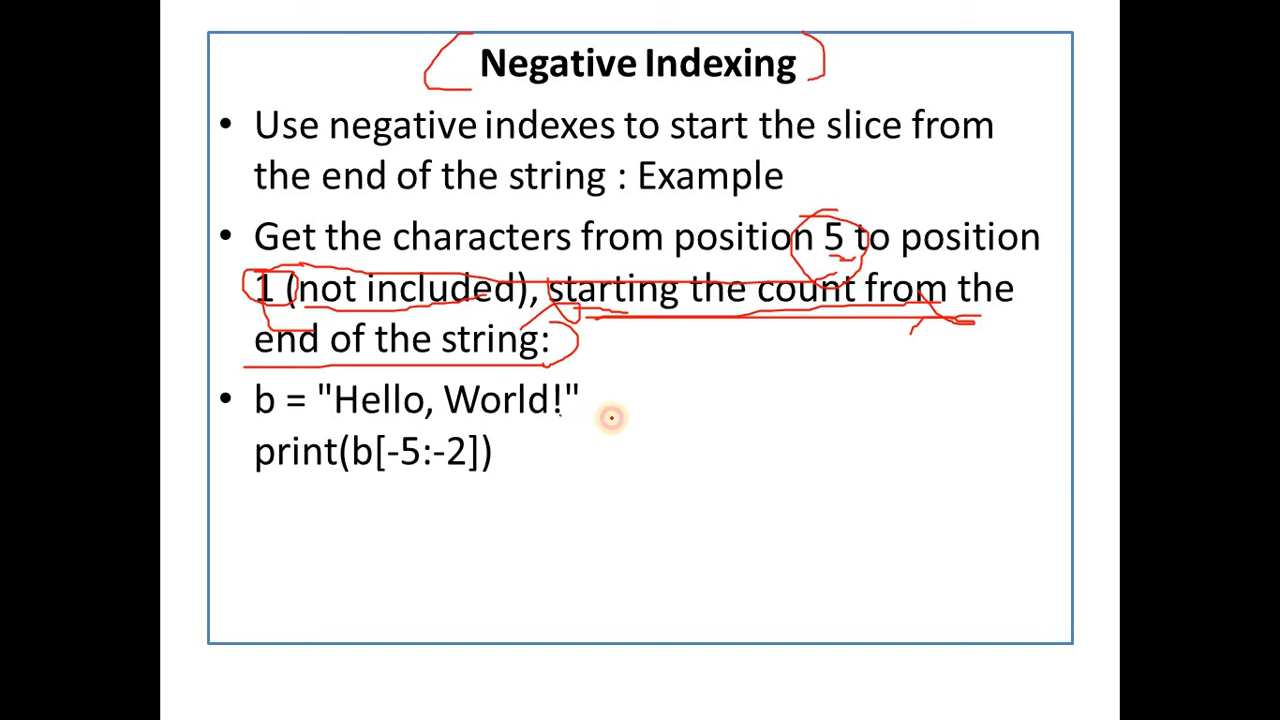 Negative Indexing
• Use negative indexes to start the slice from
the end of the string : Example
• Get the characters from position 5 to position
1 (not included), starting the count from the
end of the string:
• b = "Hello, World!"
print(b[-5:-2])